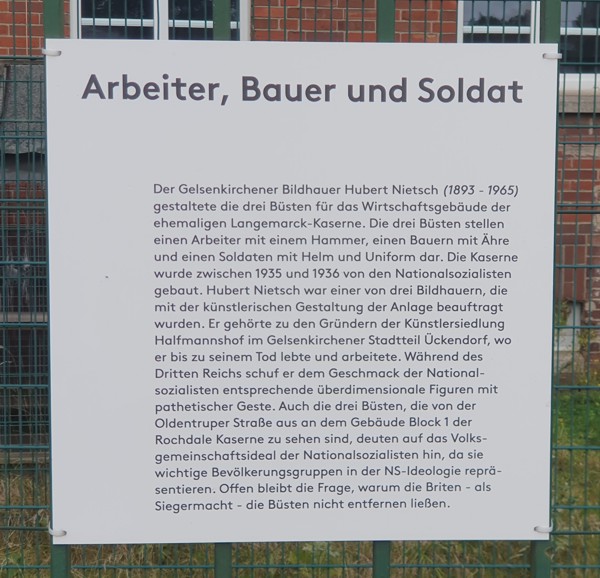 Arbeiter, Bauer und Soldat
Der Gelsenkirchener Bildhauer Hubert Nietsch (1893 - 1965)
gestaltete die drei Büsten für das Wirtschaftsgebäude der
ehemaligen Langemarck-Kaserne. Die drei Büsten stellen
einen Arbeiter mit einem Hammer, einen Bauern mit Ähre
und einen Soldaten mit Helm und Uniform dar. Die Kaserne
wurde zwischen 1935 und 1936 von den Nationalsozialisten
gebaut. Hubert Nietsch war einer von drei Bildhauern, die
mit der künstlerischen Gestaltung der Anlage beauftragt
wurden. Er gehörte zu den Gründern der Künstlersiedlung
Halfmannshof im Gelsenkirchener Stadtteil Ückendorf, wo
er bis zu seinem Tod lebte und arbeitete. Während des
Dritten Reichs schuf er dem Geschmack der National-
sozialisten entsprechende überdimensionale Figuren mit
pathetischer Geste. Auch die drei Büsten, die von der
Oldentruper Straße aus an dem Gebäude Block 1 der
Rochdale Kaserne zu sehen sind, deuten auf das Volks-
gemeinschaftsideal der Nationalsozialisten hin, da sie
wichtige Bevölkerungsgruppen in der NS-Ideologie reprä-
sentieren. Offen bleibt die Frage, warum die Briten - als
Siegermacht - die Büsten nicht entfernen ließen.